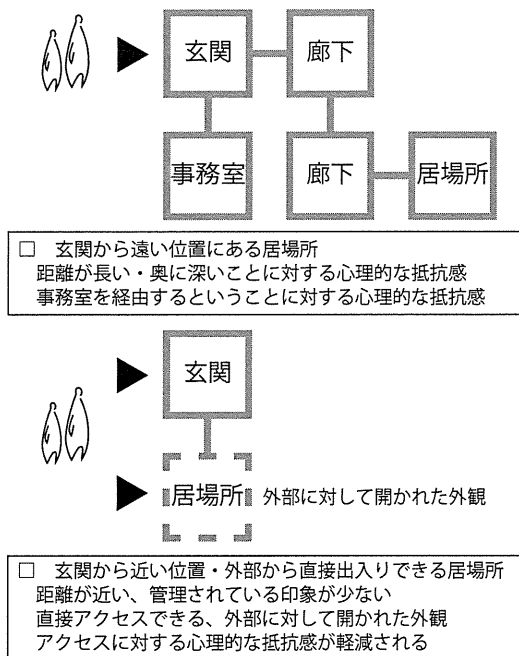 玄関
廊下
事務室
廊下
居場所
□　玄関から遠い位置にある居場所
距離が長い・奥に深いことに対する心理的な抵抗感
事務室を経由するということに対する心理的な抵抗感
玄関
居場所
外部に対して開かれた外観
□　玄関から近い位置・外部から直接出入りできる居場所
距離が近い、管理されている印象が少ない
直接アクセスできる、外部に対して開かれた外観
アクセスに対する心理的な抵抗感が軽減される